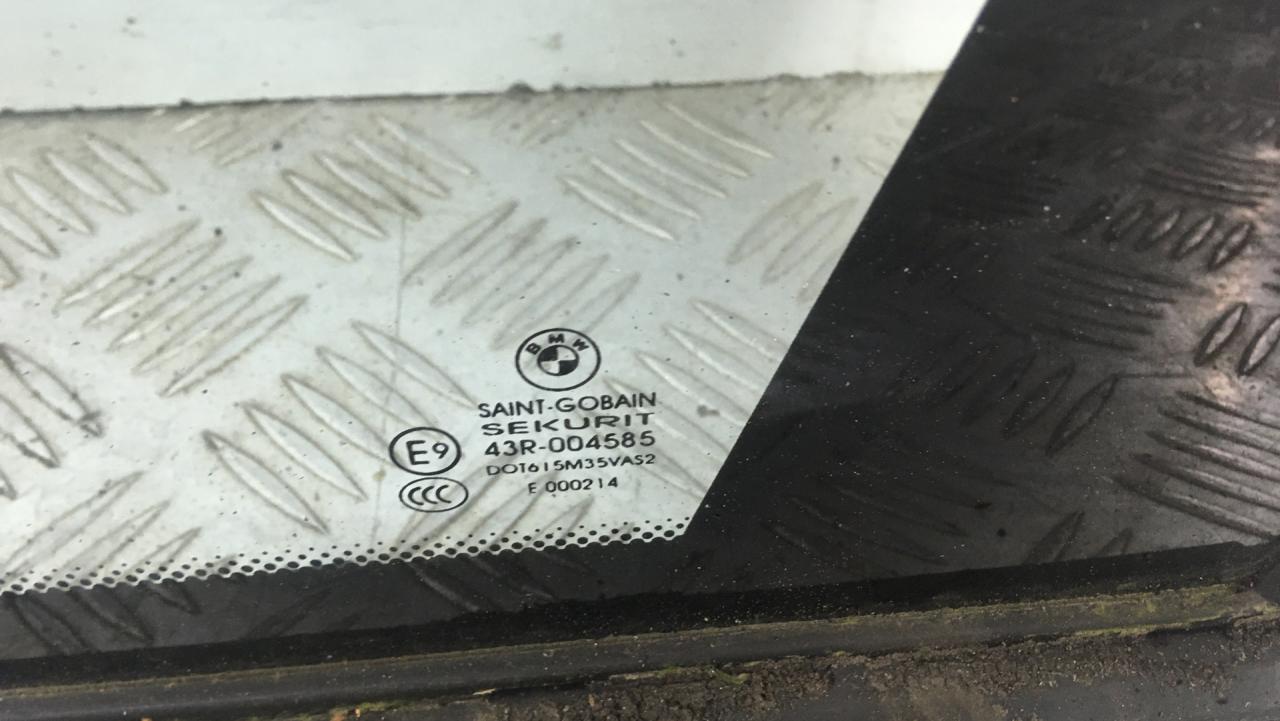 BMW
SAINT-GOBAIN
SEKURIT
E9 43R-004585
DOT615M35VAS2
CCC E 000214